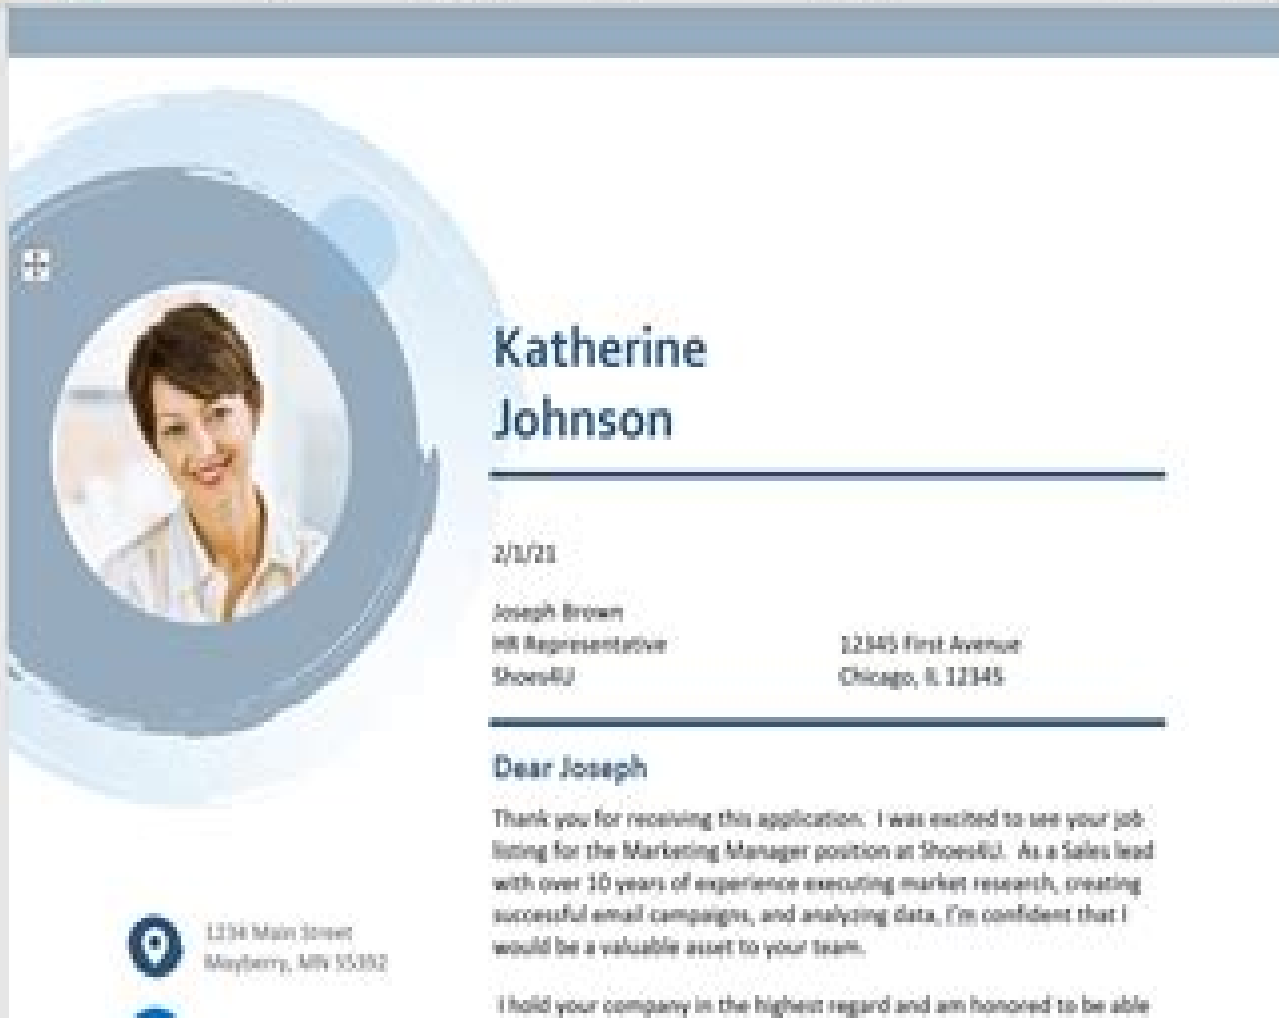 Katherine
Johnson
2/1/21
Joseph Brown
HR Representative
Shoes4U
12345 First Avenue
Chicago, IL 12345
Dear Joseph
Thank you for receiving this application.  I was excited to see your job
listing for the Marketing Manager position at Shoes4U.  As a Sales lead
with over 10 years of experience executing market research, creating
successful email campaigns, and analyzing data, I'm confident that I
would be a valuable asset to your team.
I hold your company in the highest regard and am honored to be able
1234 Main Street
Mayberry, MN 55392